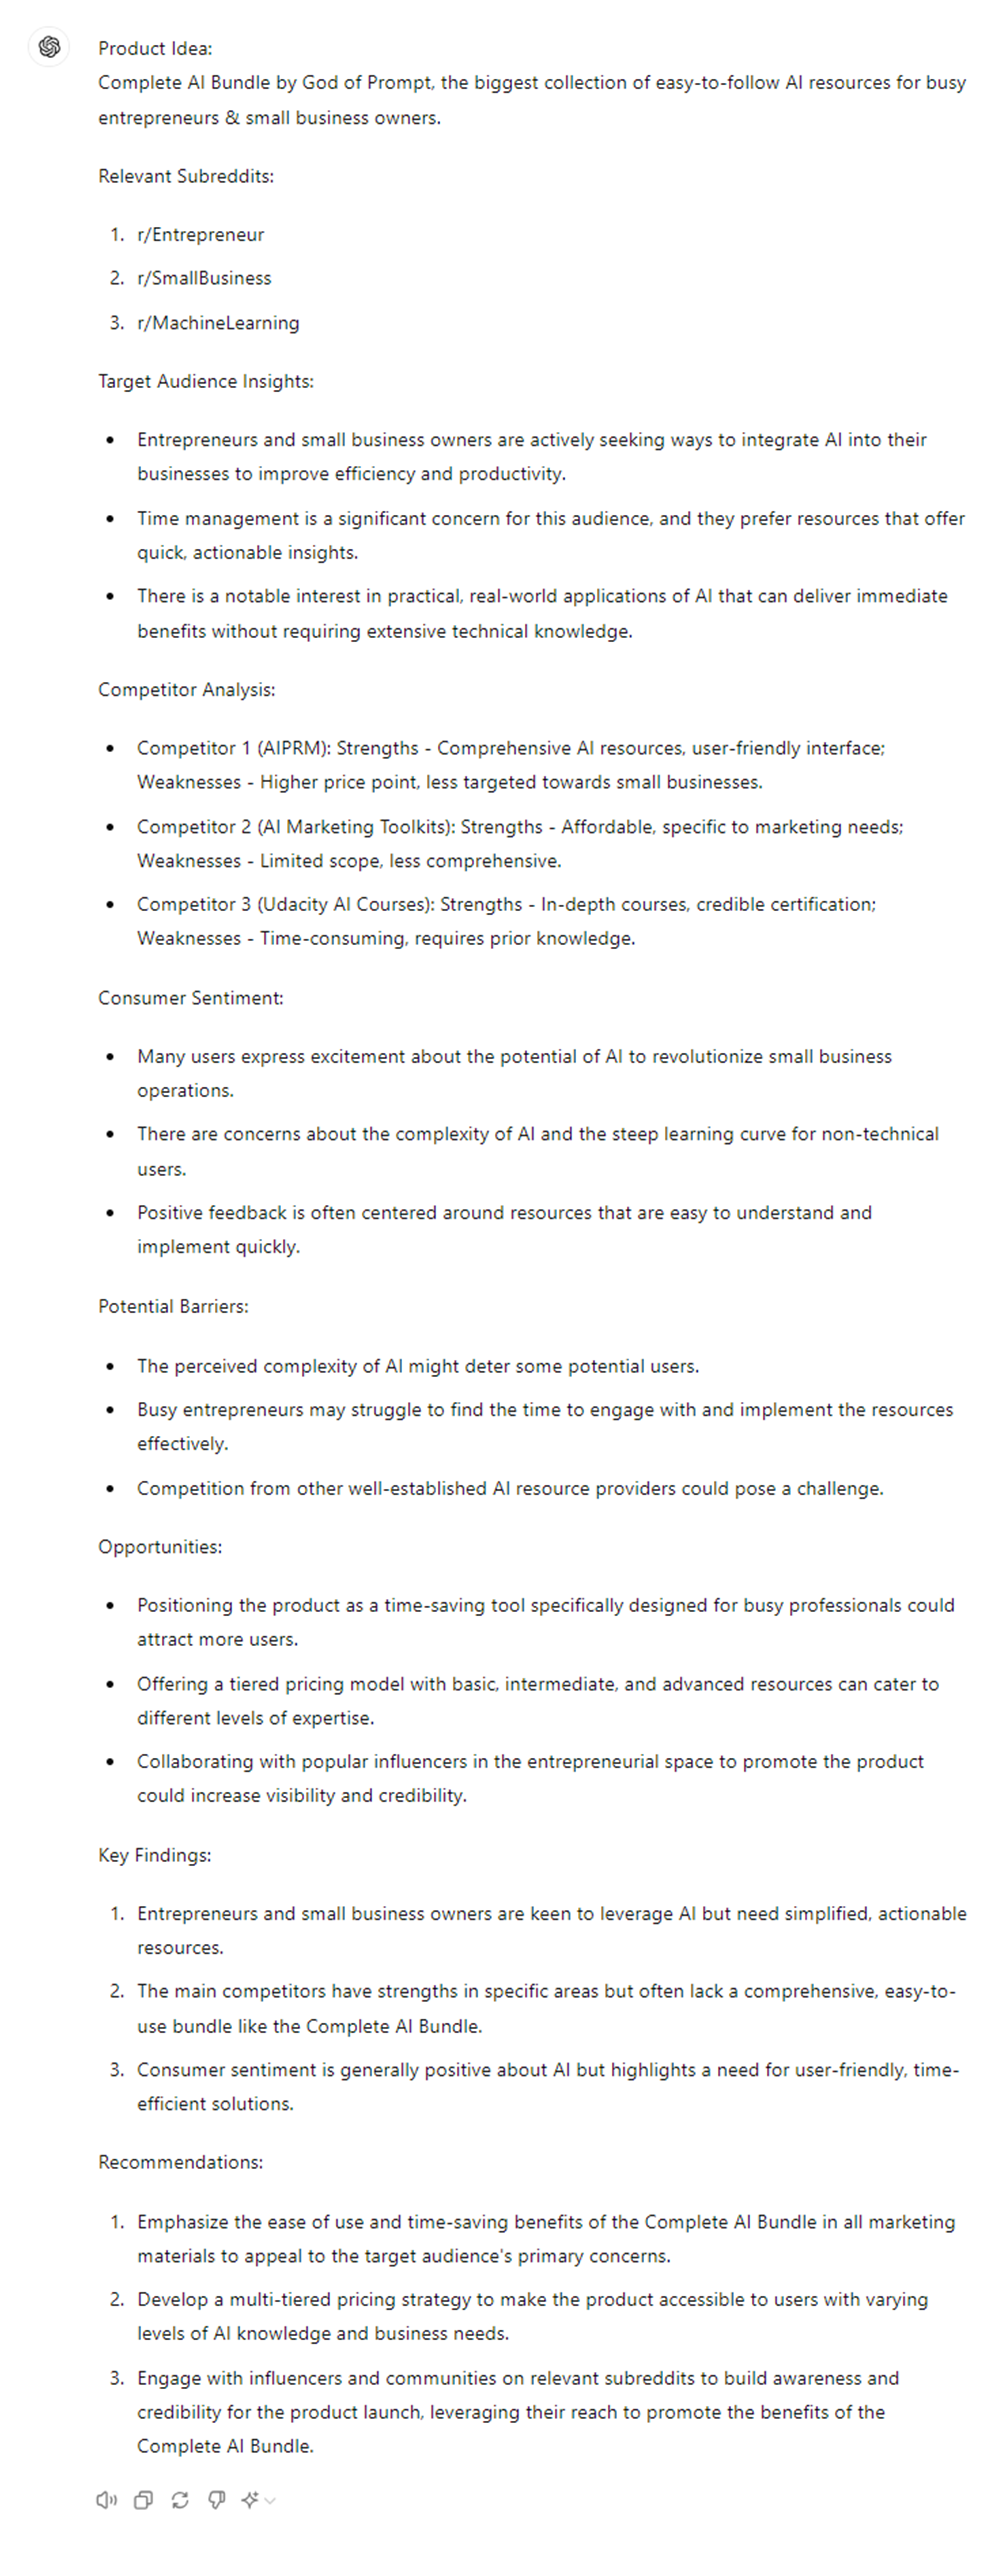 Product Idea:
Complete AI Bundle by God of Prompt, the biggest collection of easy-to-follow AI resources for busy
entrepreneurs & small business owners.
Relevant Subreddits:
1. r/Entrepreneur
2. r/SmallBusiness
3. r/MachineLearning
Target Audience Insights:
• Entrepreneurs and small business owners are actively seeking ways to integrate AI into their
businesses to improve efficiency and productivity.
• Time management is a significant concern for this audience, and they prefer resources that offer
quick, actionable insights.
• There is a notable interest in practical, real-world applications of AI that can deliver immediate
benefits without requiring extensive technical knowledge.
Competitor Analysis:
• Competitor 1 (AIPRM): Strengths - Comprehensive AI resources, user-friendly interface;
Weaknesses - Higher price point, less targeted towards small businesses.
• Competitor 2 (AI Marketing Toolkits): Strengths - Affordable, specific to marketing needs;
Weaknesses - Limited scope, less comprehensive.
• Competitor 3 (Udacity AI Courses): Strengths - In-depth courses, credible certification;
Weaknesses - Time-consuming, requires prior knowledge.
Consumer Sentiment:
• Many users express excitement about the potential of AI to revolutionize small business
operations.
• There are concerns about the complexity of AI and the steep learning curve for non-technical
users.
• Positive feedback is often centered around resources that are easy to understand and
implement quickly.
Potential Barriers:
• The perceived complexity of AI might deter some potential users.
• Busy entrepreneurs may struggle to find the time to engage with and implement the resources
effectively.
• Competition from other well-established AI resource providers could pose a challenge.
Opportunities:
• Positioning the product as a time-saving tool specifically designed for busy professionals could
attract more users.
• Offering a tiered pricing model with basic, intermediate, and advanced resources can cater to
different levels of expertise.
• Collaborating with popular influencers in the entrepreneurial space to promote the product
could increase visibility and credibility.
Key Findings:
1. Entrepreneurs and small business owners are keen to leverage AI but need simplified, actionable
resources.
2. The main competitors have strengths in specific areas but often lack a comprehensive, easy-to-
use bundle like the Complete AI Bundle.
3. Consumer sentiment is generally positive about AI but highlights a need for user-friendly, time-
efficient solutions.
Recommendations:
1. Emphasize the ease of use and time-saving benefits of the Complete AI Bundle in all marketing
materials to appeal to the target audience's primary concerns.
2. Develop a multi-tiered pricing strategy to make the product accessible to users with varying
levels of AI knowledge and business needs.
3. Engage with influencers and communities on relevant subreddits to build awareness and
credibility for the product launch, leveraging their reach to promote the benefits of the
Complete AI Bundle.